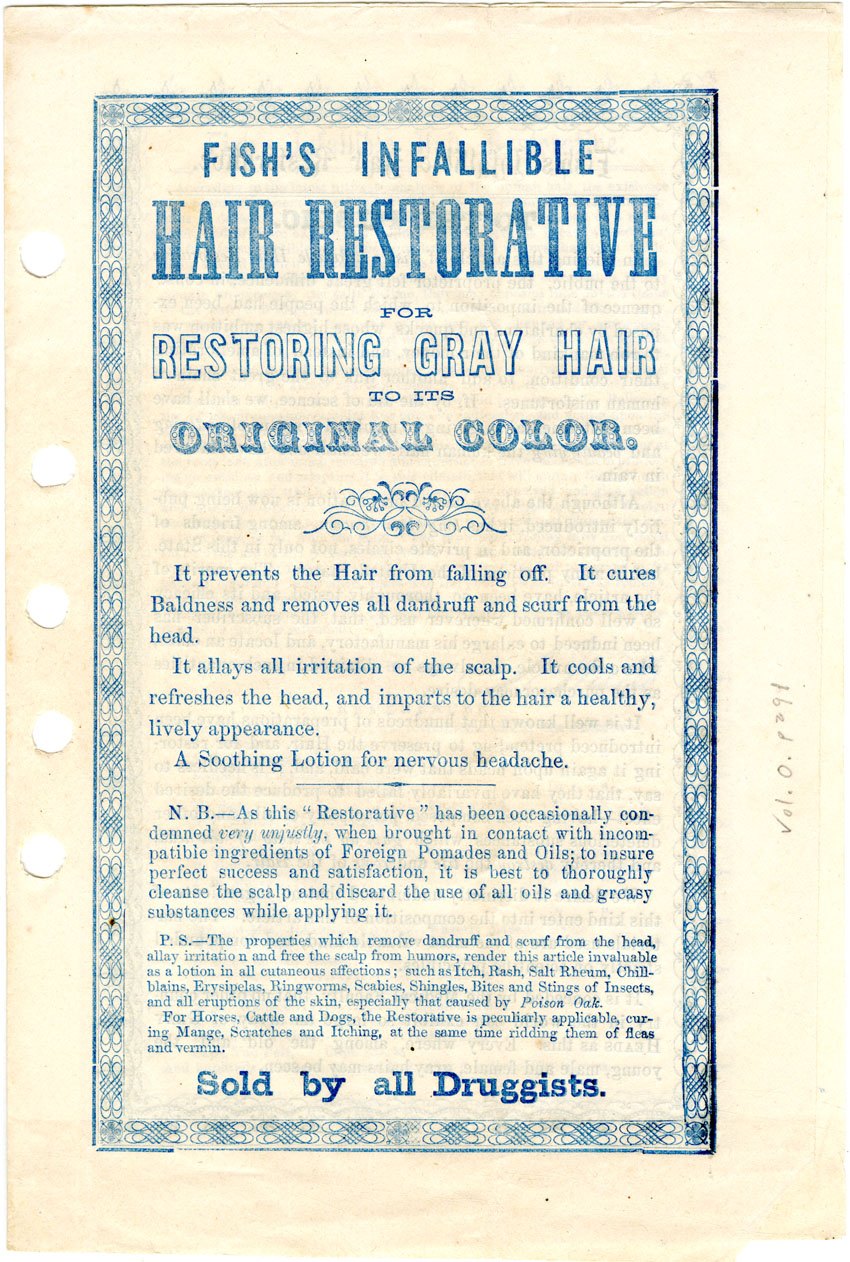 FISH'S INFALLIBLE
HAIR RESTORATIVE
FOR
RESTORING GRAY HAIR
TO ITS
ORIGINAL COLOR.
It prevents the Hair from falling off. It cures
Baldness and removes all dandruff and scurf from the
head.
It allays all irritation of the scalp. It cools and
refreshes the head, and imparts to the hair a healthy,
lively appearance.
A Soothing Lotion for nervous headache.
N. B.—As this "Restorative" has been occasionally con-
demned very unjustly, when brought in contact with incom-
patible ingredients of Foreign Pomades and Oils; to insure
perfect success and satisfaction, it is best to thoroughly
cleanse the scalp and discard the use of all oils and greasy
substances while applying it.
P. S.—The properties which remove dandruff and scurf from the head,
allay irritatio n and free the scalp from humors, render this article invaluable
as a lotion in all cutaneous affections; such as Itch, Rash, Salt Rheum, Chill-
blains, Erysipelas, Ringworms, Scabies, Shingles, Bites and Stings of Insects,
and all eruptions of the skin, especially that caused by Poison Oak.
For Horses, Cattle and Dogs, the Restorative is peculiarly applicable, cur-
ing Mange, Scratches and Itching, at the same time ridding them of fleas
and vermin.
Sold by all Druggists.
Vol. O. p 291